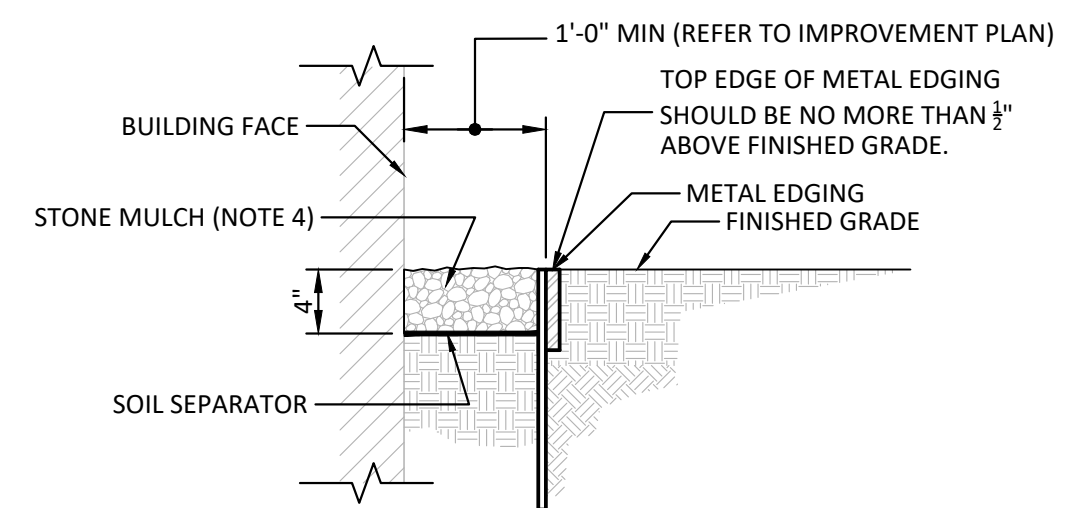 1'-0" MIN (REFER TO IMPROVEMENT PLAN)
TOP EDGE OF METAL EDGING
SHOULD BE NO MORE THAN ½"
ABOVE FINISHED GRADE.
BUILDING FACE
METAL EDGING
STONE MULCH (NOTE 4)
FINISHED GRADE
4"
SOIL SEPARATOR